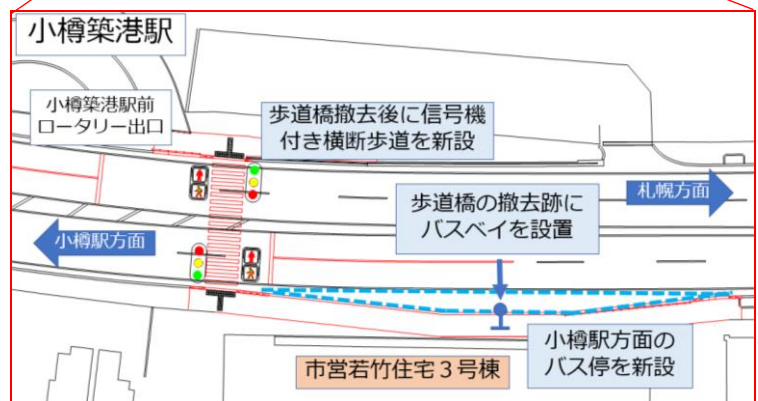 小樽築港駅
小樽築港駅前
ロータリー出口
歩道橋撤去後に信号機
付き横断歩道を新設
札幌方面
歩道橋の撤去跡に
バスベイを設置
小樽駅方面
小樽駅方面の
バス停を新設
市営若竹住宅3号棟